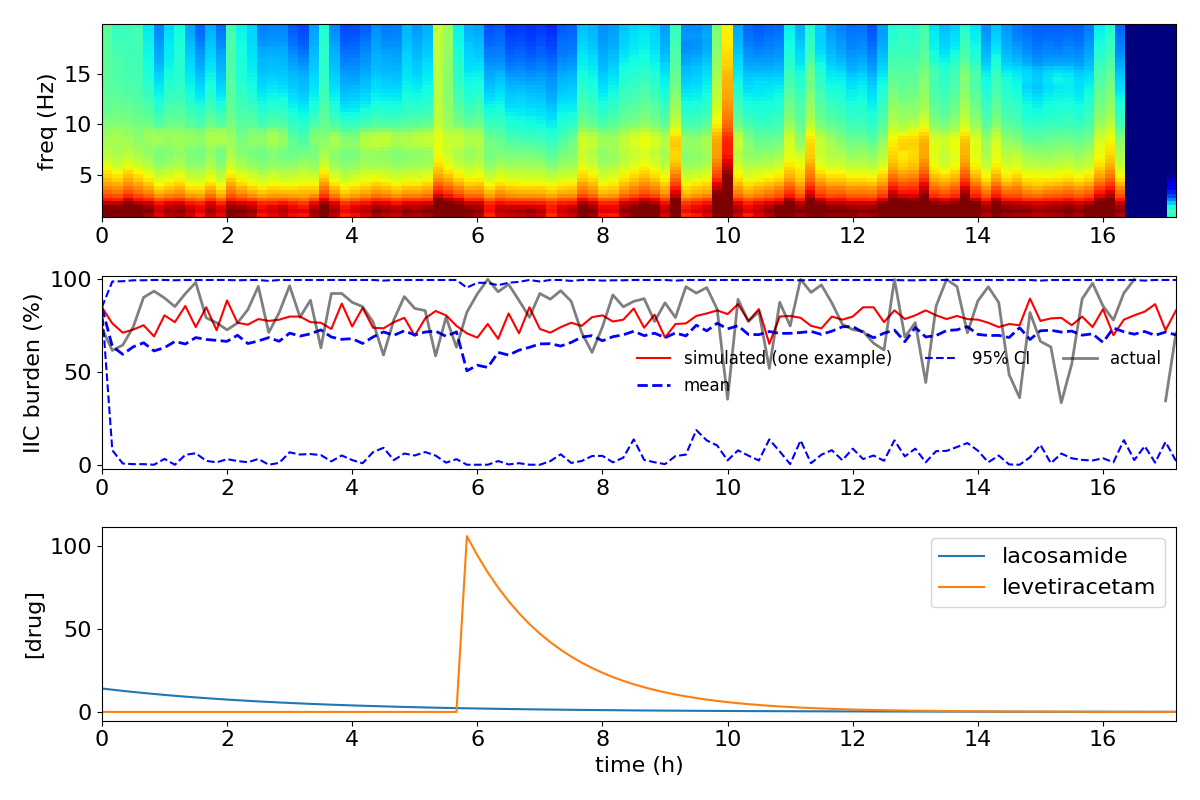 freq (Hz)
15
10
5
0 2 4 6 8 10 12 14 16
IIC burden (%)
100
50
0
simulated (one example) 95% CI actual
mean
0 2 4 6 8 10 12 14 16
[drug]
100
50
0
lacosamide
levetiracetam
0 2 4 6 8 10 12 14 16
time (h)